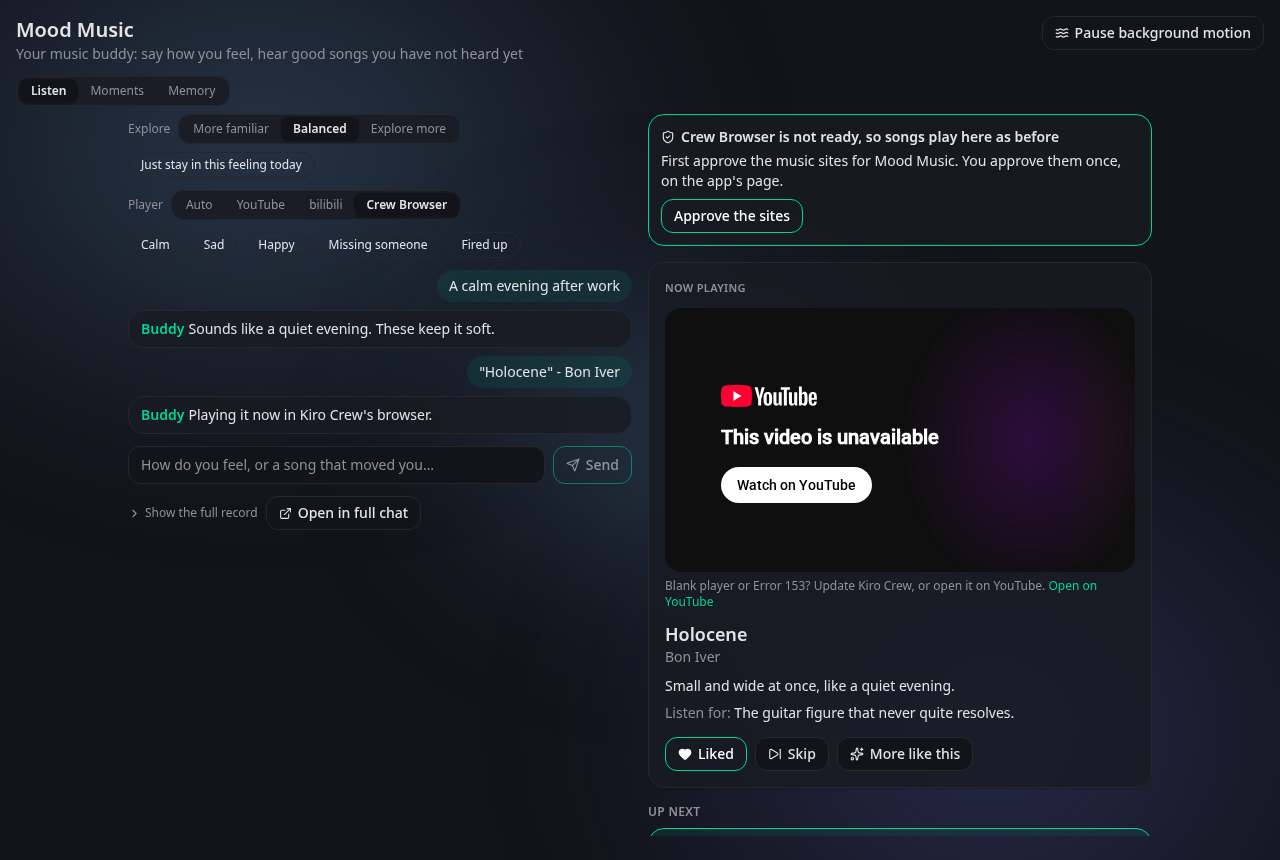 Mood Music
Your music buddy: say how you feel, hear good songs you have not heard yet
Pause background motion
Listen
Moments
Memory
Explore
More familiar
Balanced
Explore more
Just stay in this feeling today
Player
Auto
YouTube
bilibili
Crew Browser
Calm
Sad
Happy
Missing someone
Fired up
A calm evening after work
Buddy Sounds like a quiet evening. These keep it soft.
"Holocene" - Bon Iver
Buddy Playing it now in Kiro Crew's browser.
How do you feel, or a song that moved you...
Send
Show the full record
Open in full chat
Crew Browser is not ready, so songs play here as before
First approve the music sites for Mood Music. You approve them once,
on the app's page.
Approve the sites
NOW PLAYING
YouTube
This video is unavailable
Watch on YouTube
Blank player or Error 153? Update Kiro Crew, or open it on YouTube. Open on
YouTube
Holocene
Bon Iver
Small and wide at once, like a quiet evening.
Listen for: The guitar figure that never quite resolves.
Liked
Skip
More like this
UP NEXT